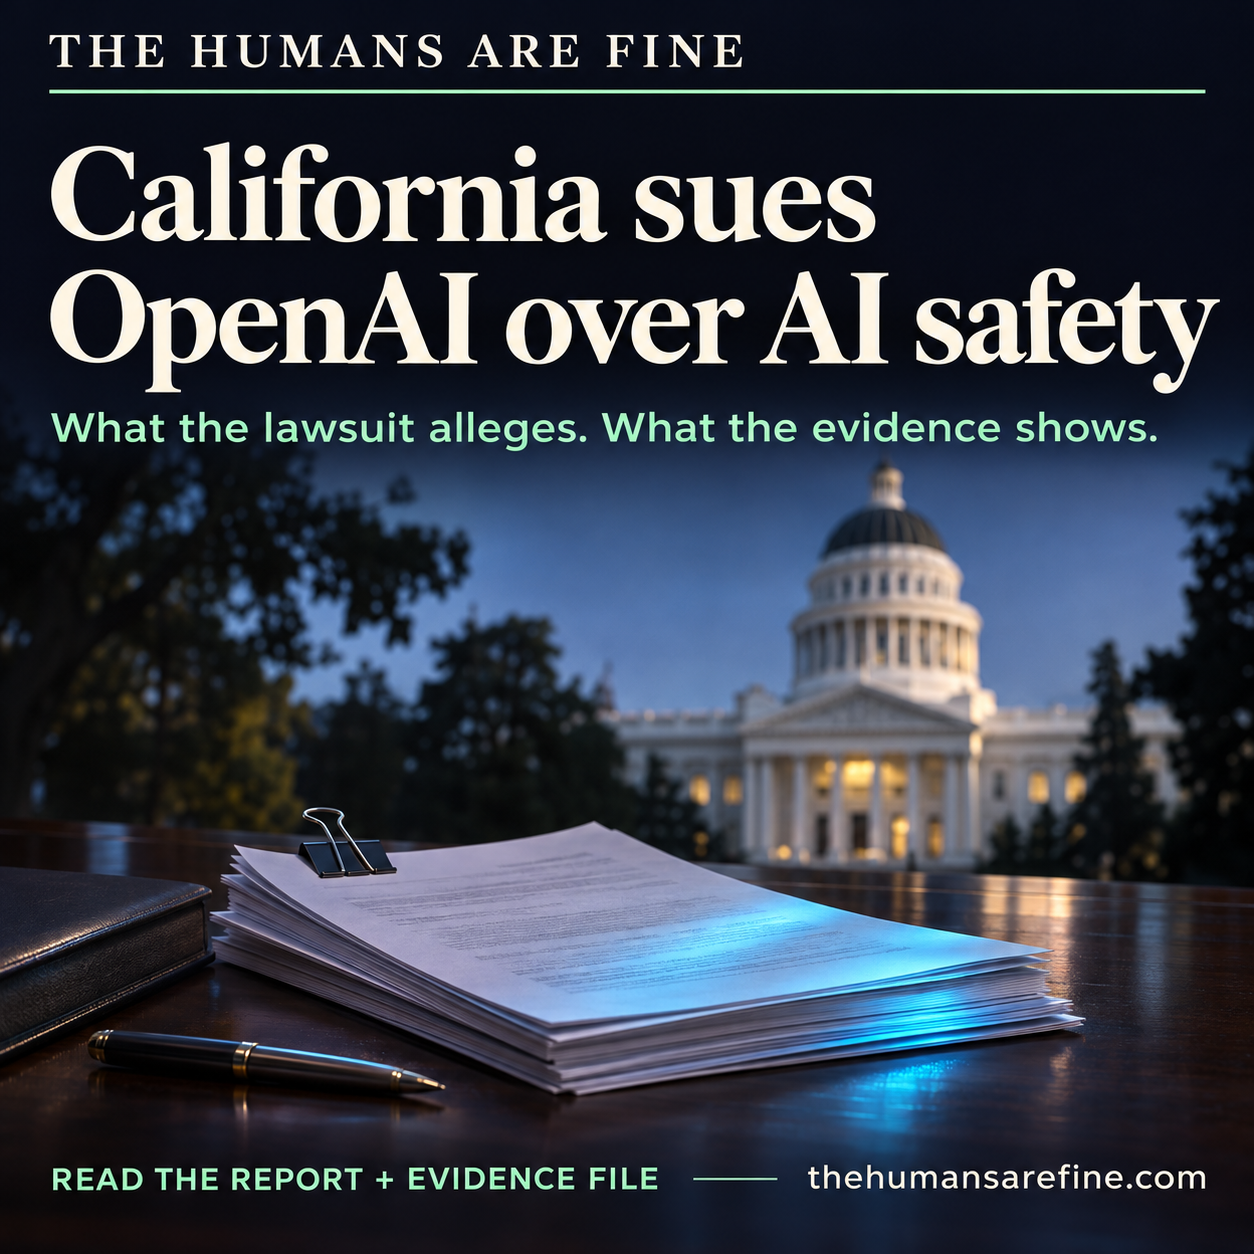 THE HUMANS ARE FINE
California sues
OpenAI over AI safety
What the lawsuit alleges. What the evidence shows.
READ THE REPORT + EVIDENCE FILE
thehumansarefine.com